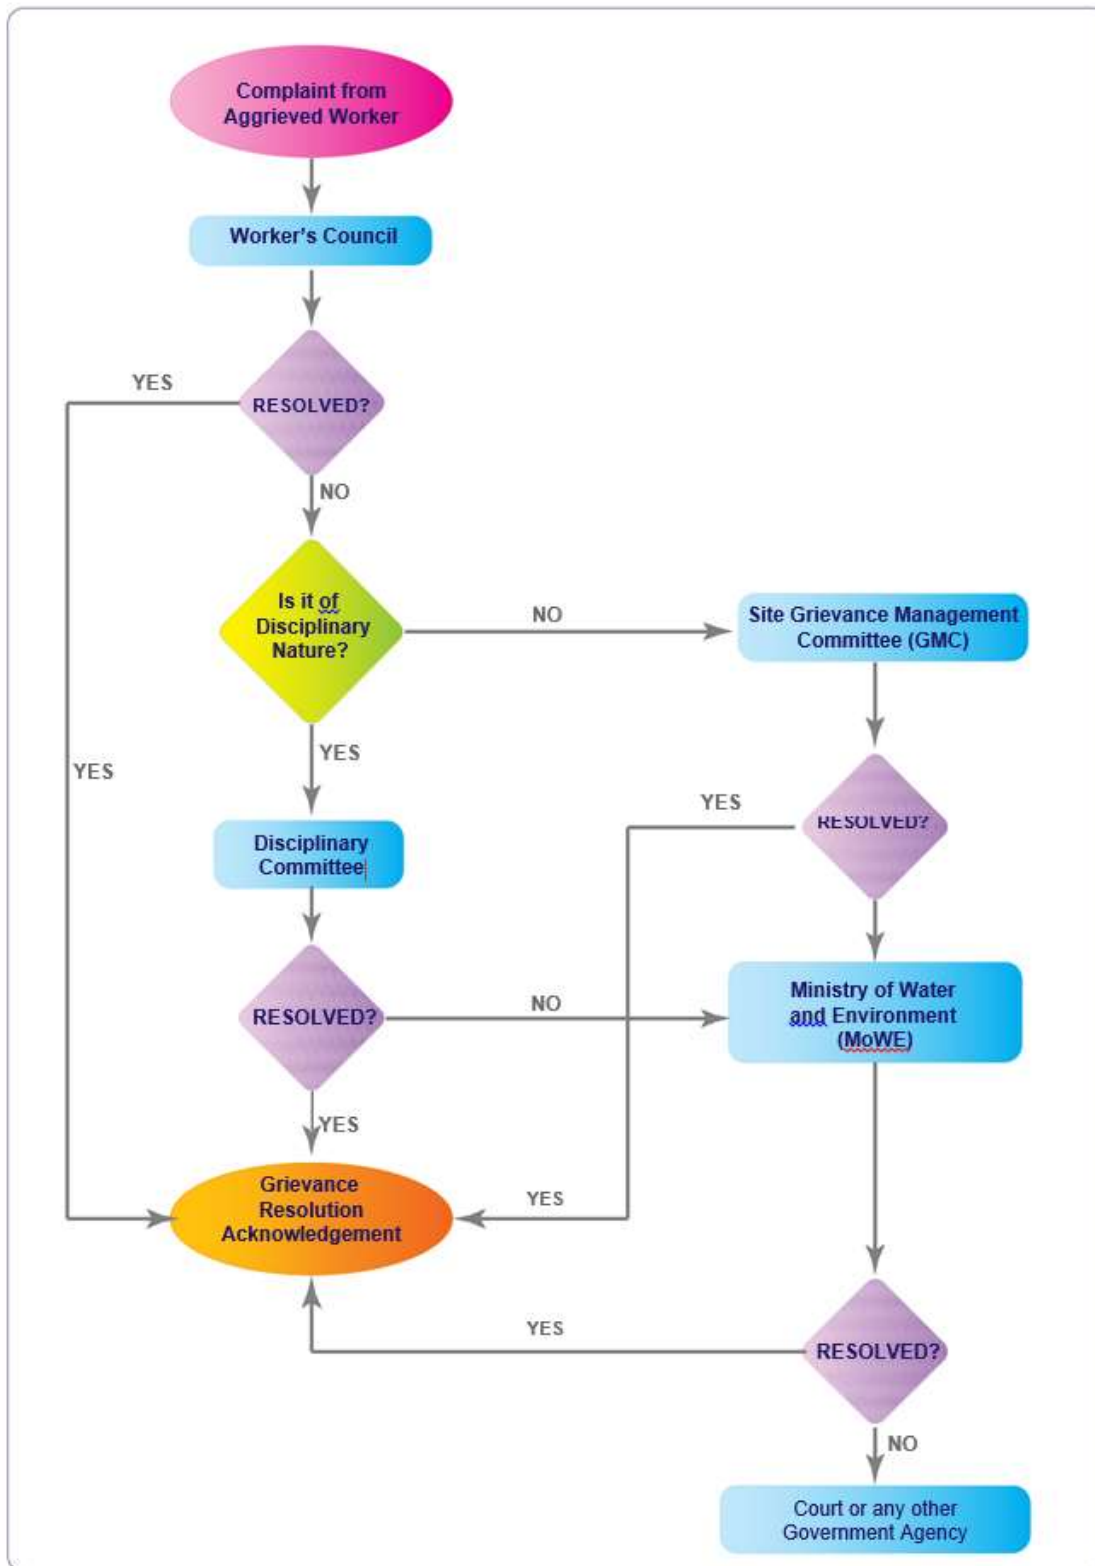 Complaint from
Aggrieved Worker
Worker's Council
YES
RESOLVED?
NO
Is it of
Disciplinary
Nature?
NO
Site Grievance Management
Committee (GMC)
YES
YES
YES
RESOLVED?
Disciplinary
Committee
RESOLVED?
NO
Ministry of Water
and Environment
(MoWE)
YES
Grievance
Resolution
Acknowledgement
YES
YES
RESOLVED?
NO
Court or any other
Government Agency